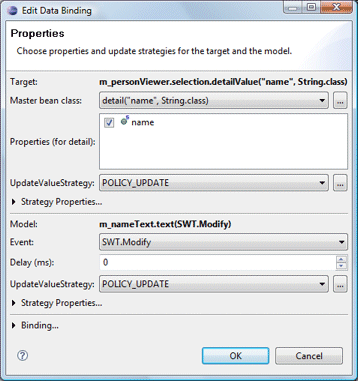 Edit Data Binding
Properties
Choose properties and update strategies for the target and the model.
Target: m_personViewer.selection.detailValue("name", String.class)
Master bean class: detail("name", String.class) ...
Properties (for detail): name
UpdateValueStrategy: POLICY_UPDATE ...
Strategy Properties...
Model: m_nameText.text(SWT.Modify)
Event: SWT.Modify
Delay (ms): 0
UpdateValueStrategy: POLICY_UPDATE ...
Strategy Properties...
Binding...
? OK Cancel